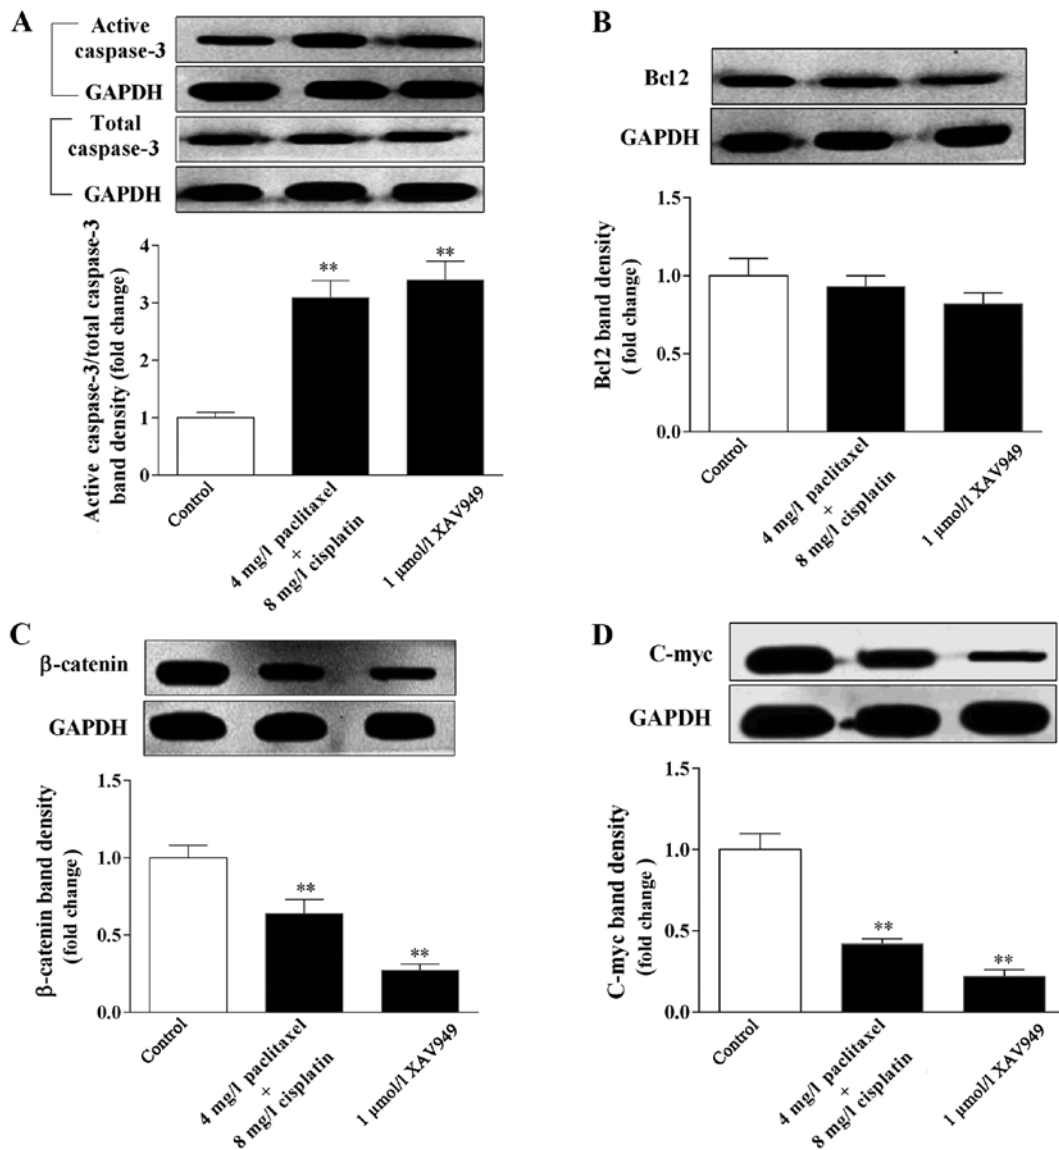 A
Active
caspase-3
GAPDH
Total
caspase-3
GAPDH
Active caspase-3/total caspase-3
band density (fold change)
4
3
2
1
0
**
**
Control
4 mg/l paclitaxel
+
8 mg/l cisplatin
1 µmol/l XAV949
B
Bcl2
GAPDH
Bcl2 band density
( fold change)
1.5
1.0
0.5
0.0
Control
4 mg/l paclitaxel
+
8 mg/l cisplatin
1 µmol/l XAV949
C
β-catenin
GAPDH
β-catenin band density
(fold change)
1.5
1.0
0.5
0.0
**
**
Control
4 mg/l paclitaxel
+
8 mg/l cisplatin
1 µmol/l XAV949
D
C-myc
GAPDH
C-myc band density
(fold change )
1.5
1.0
0.5
0.0
**
**
Control
4 mg/l paclitaxel
+
8 mg/l cisplatin
1 µmol/l XAV949